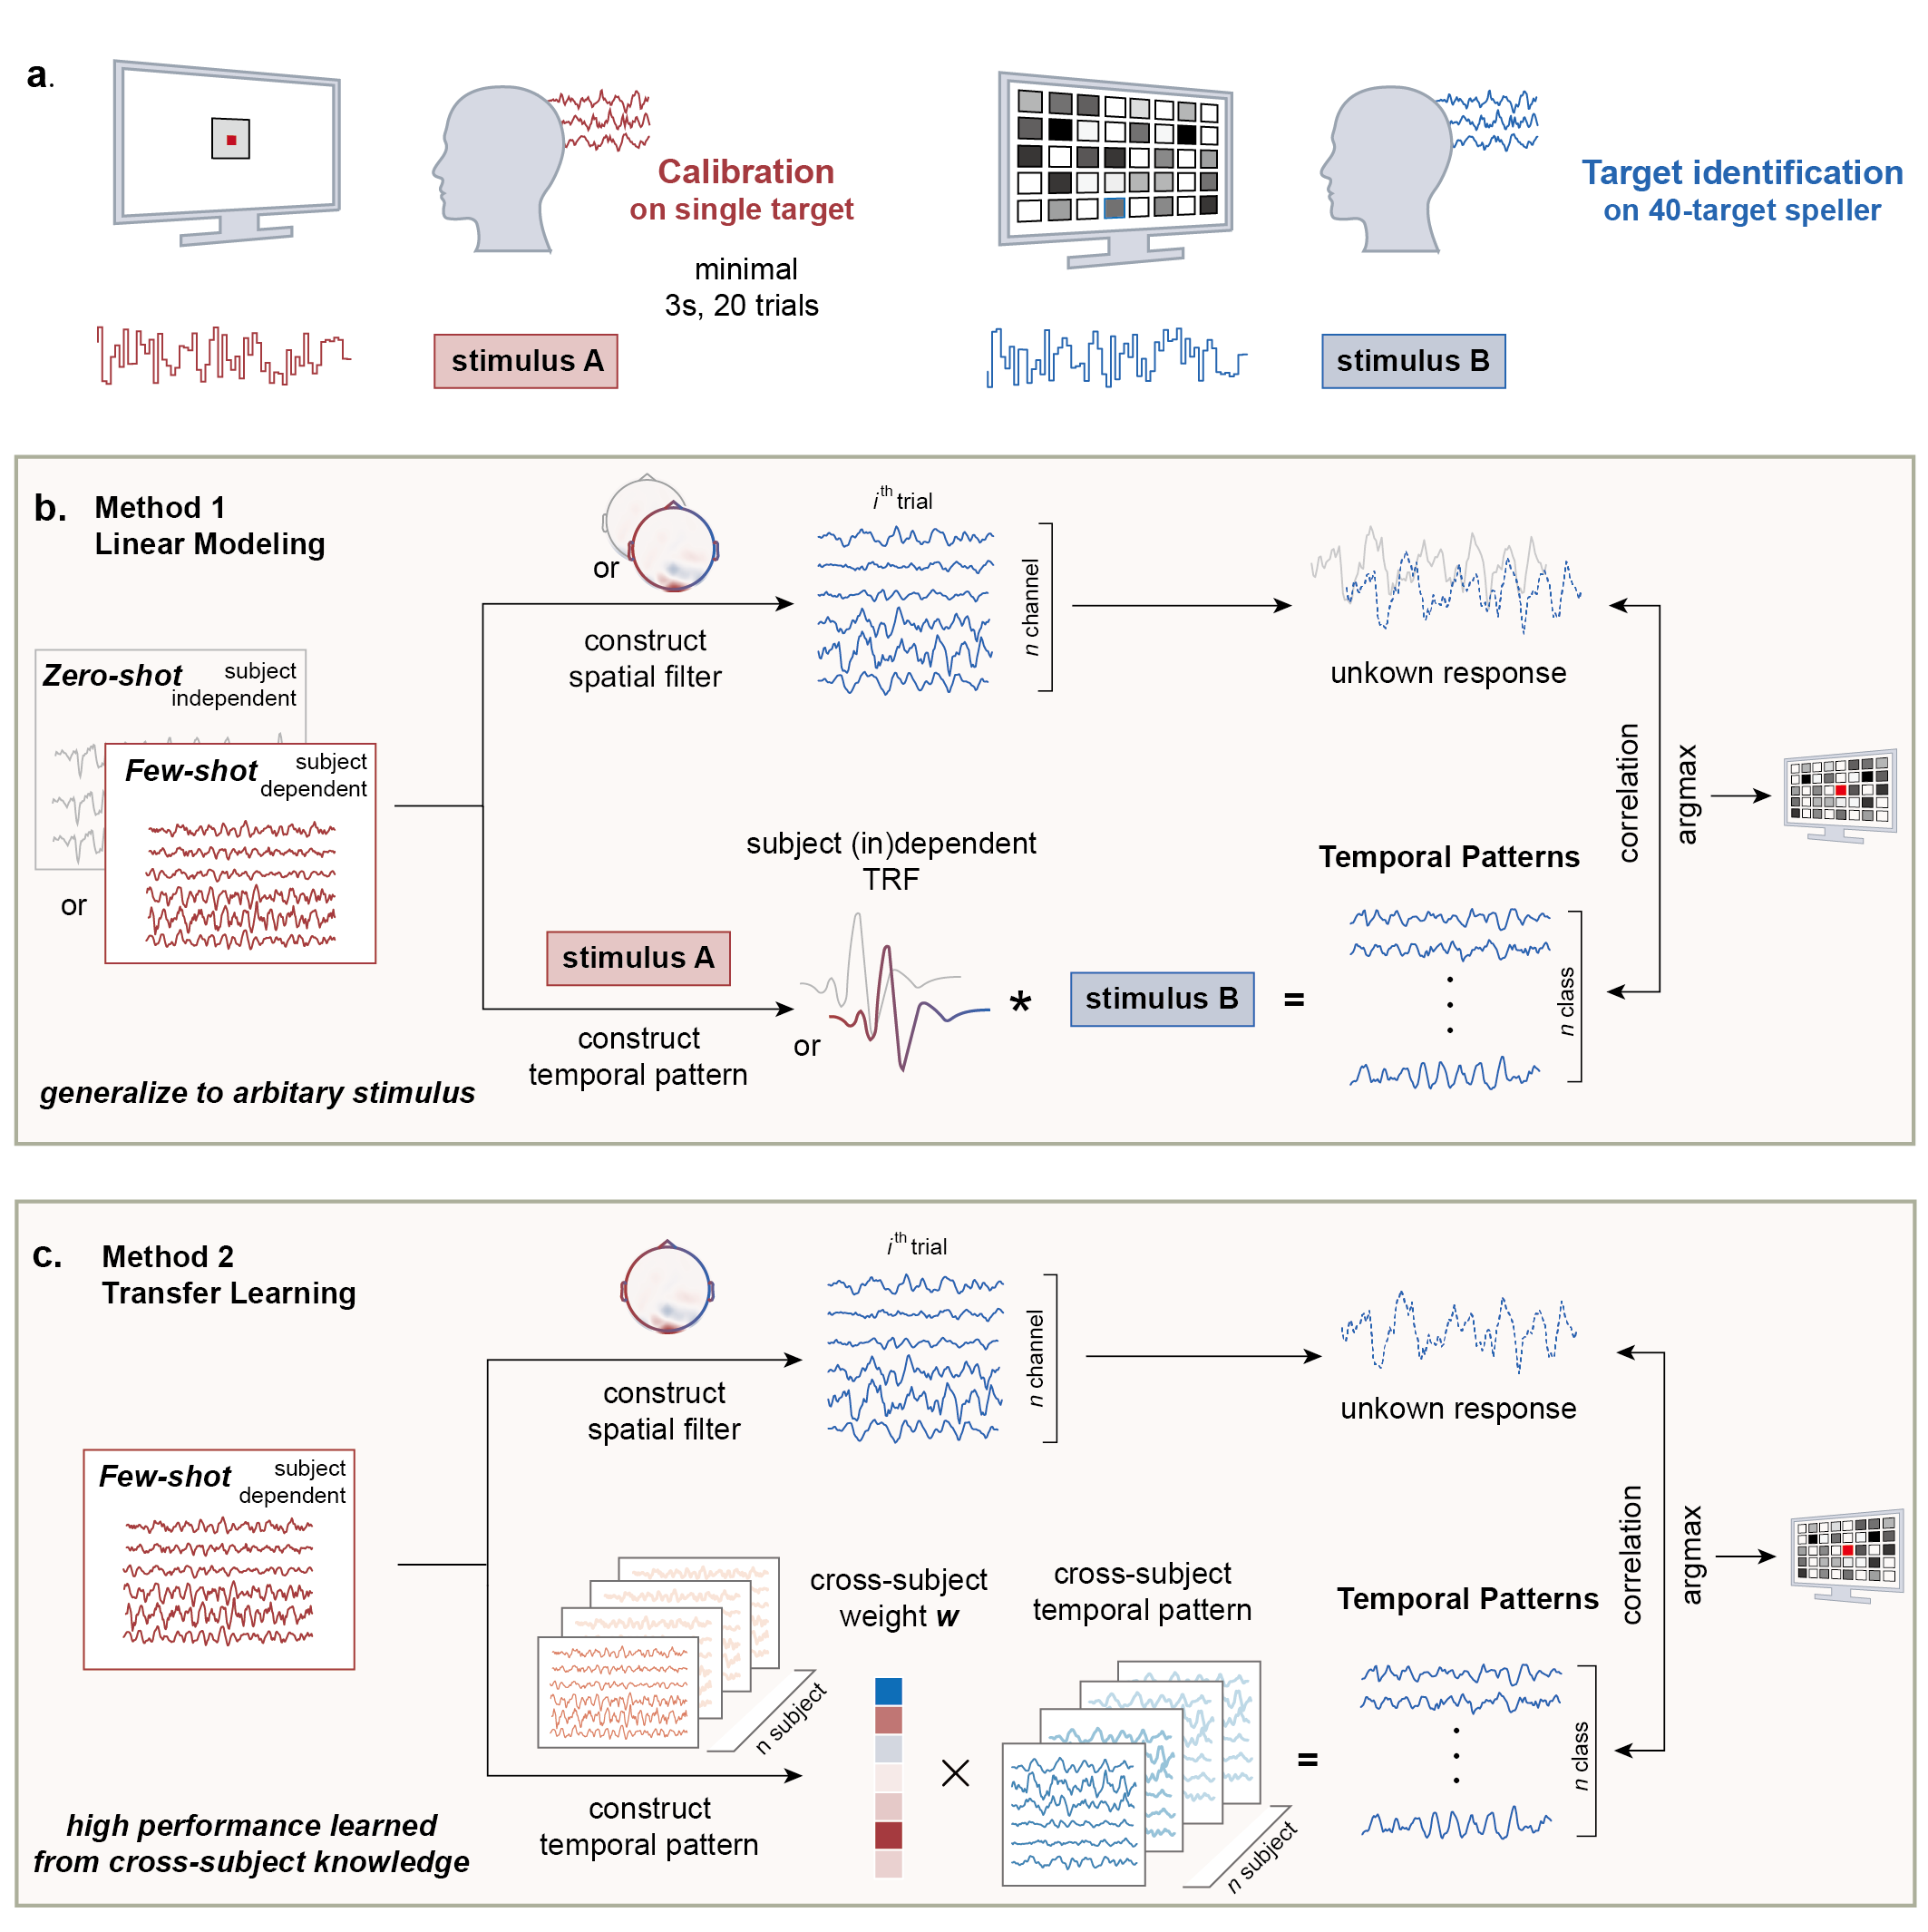 a.
Calibration
on single target
minimal
3s, 20 trials
stimulus A
Target identification
on 40-target speller
stimulus B
b.
Method 1
Linear Modeling
Zero-shot
subject
independent
or
Few-shot
subject
dependent
generalize to arbitary stimulus
or
construct
spatial filter
ith trial
n channel
unkown response
subject (in)dependent
TRF
stimulus A
construct
temporal pattern
or
*
stimulus B
=
Temporal Patterns
n class
correlation
argmax
c.
Method 2
Transfer Learning
Few-shot
subject
dependent
high performance learned
from cross-subject knowledge
construct
spatial filter
ith trial
n channel
unkown response
n subject
construct
temporal pattern
cross-subject
weight w
×
cross-subject
temporal pattern
n subject
=
Temporal Patterns
n class
correlation
argmax